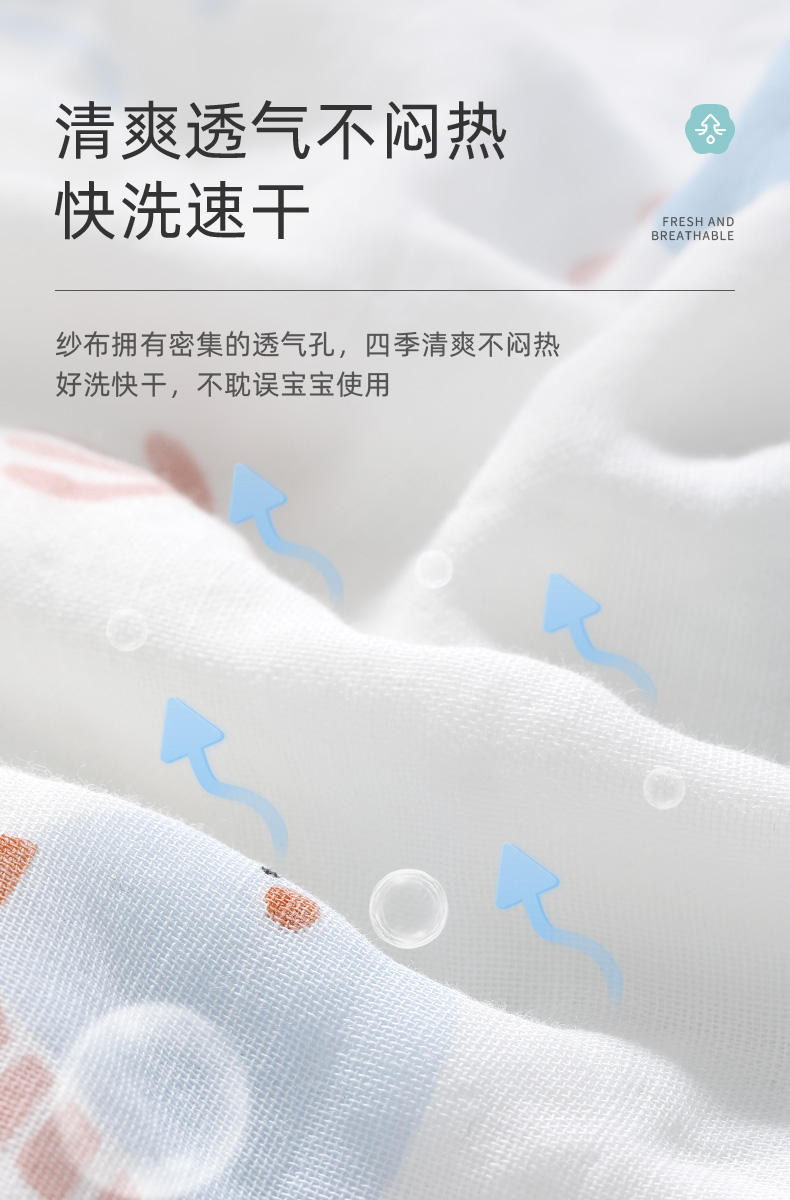 清爽透气不闷热
快洗速干
FRESH AND
BREATHABLE
纱布拥有密集的透气孔，四季清爽不闷热
好洗快干，不耽误宝宝使用